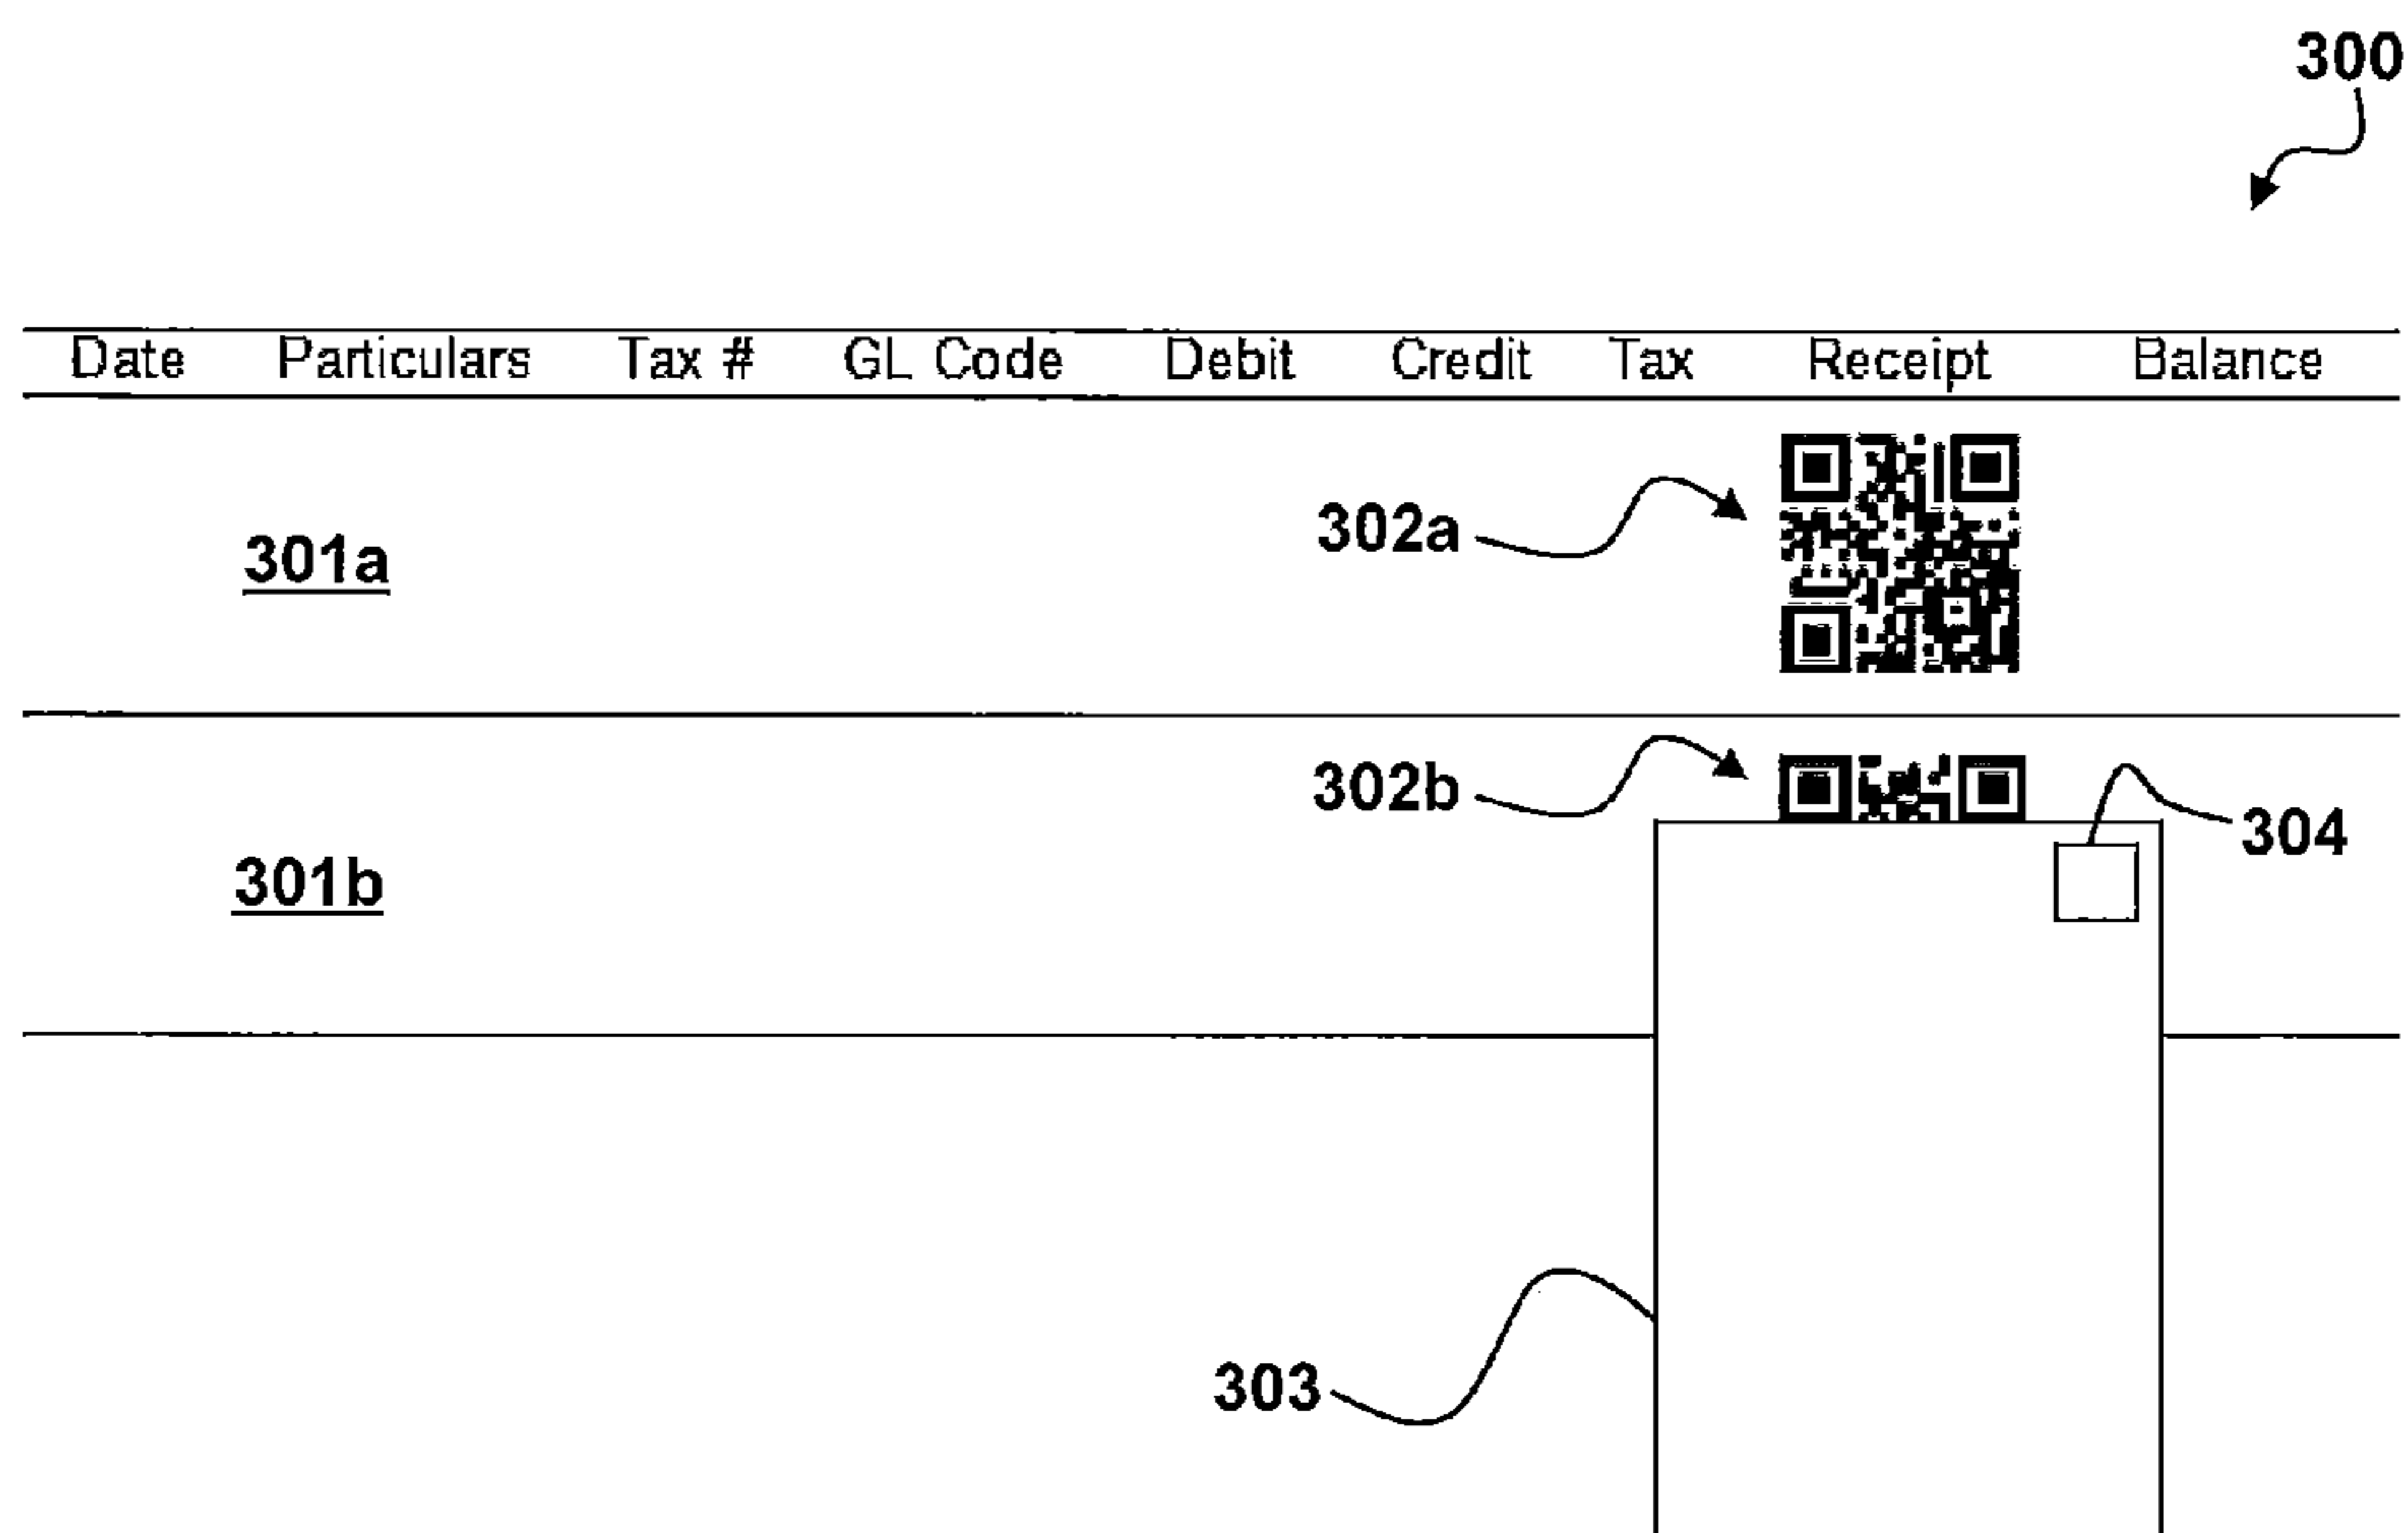 300
Date Particulars Tax # GL Code Debit Credit Tax Receipt Balance
302a
301a
302b
304
301b
303